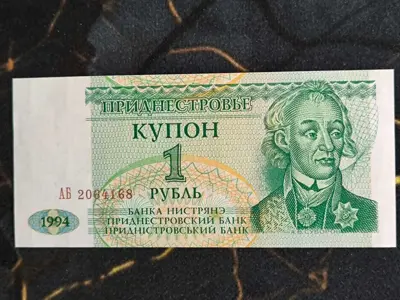 ПРИДНЕСТРОВЬЕ
КУПОН
1
РУБЛЬ
АБ 2064168
1994
БАНКА НИСТРЯНЭ
ПРИДНЕСТРОВСКИЙ БАНК
ПРИДНІСТРОВСЬКИЙ БАНК